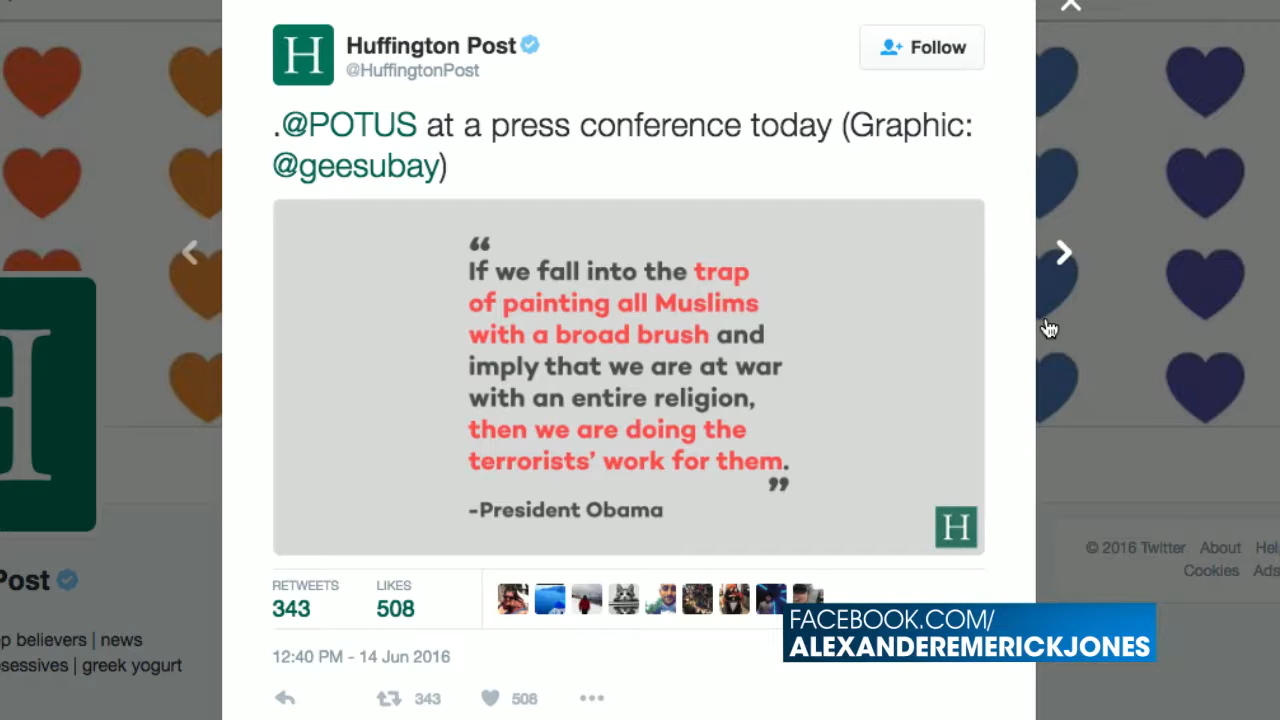 H
Huffington Post
@HuffingtonPost
Follow
.@POTUS at a press conference today (Graphic:
@geesubay)
“
If we fall into the trap
of painting all Muslims
with a broad brush and
imply that we are at war
with an entire religion,
then we are doing the
terrorists’ work for them.
”
-President Obama
H
RETWEETS
LIKES
343
508
12:40 PM - 14 Jun 2016
343
508
Post
believers | news
| greek yogurt
© 2016 Twitter About
Cookies
FACEBOOK.COM/
ALEXANDEREMERICKJONES